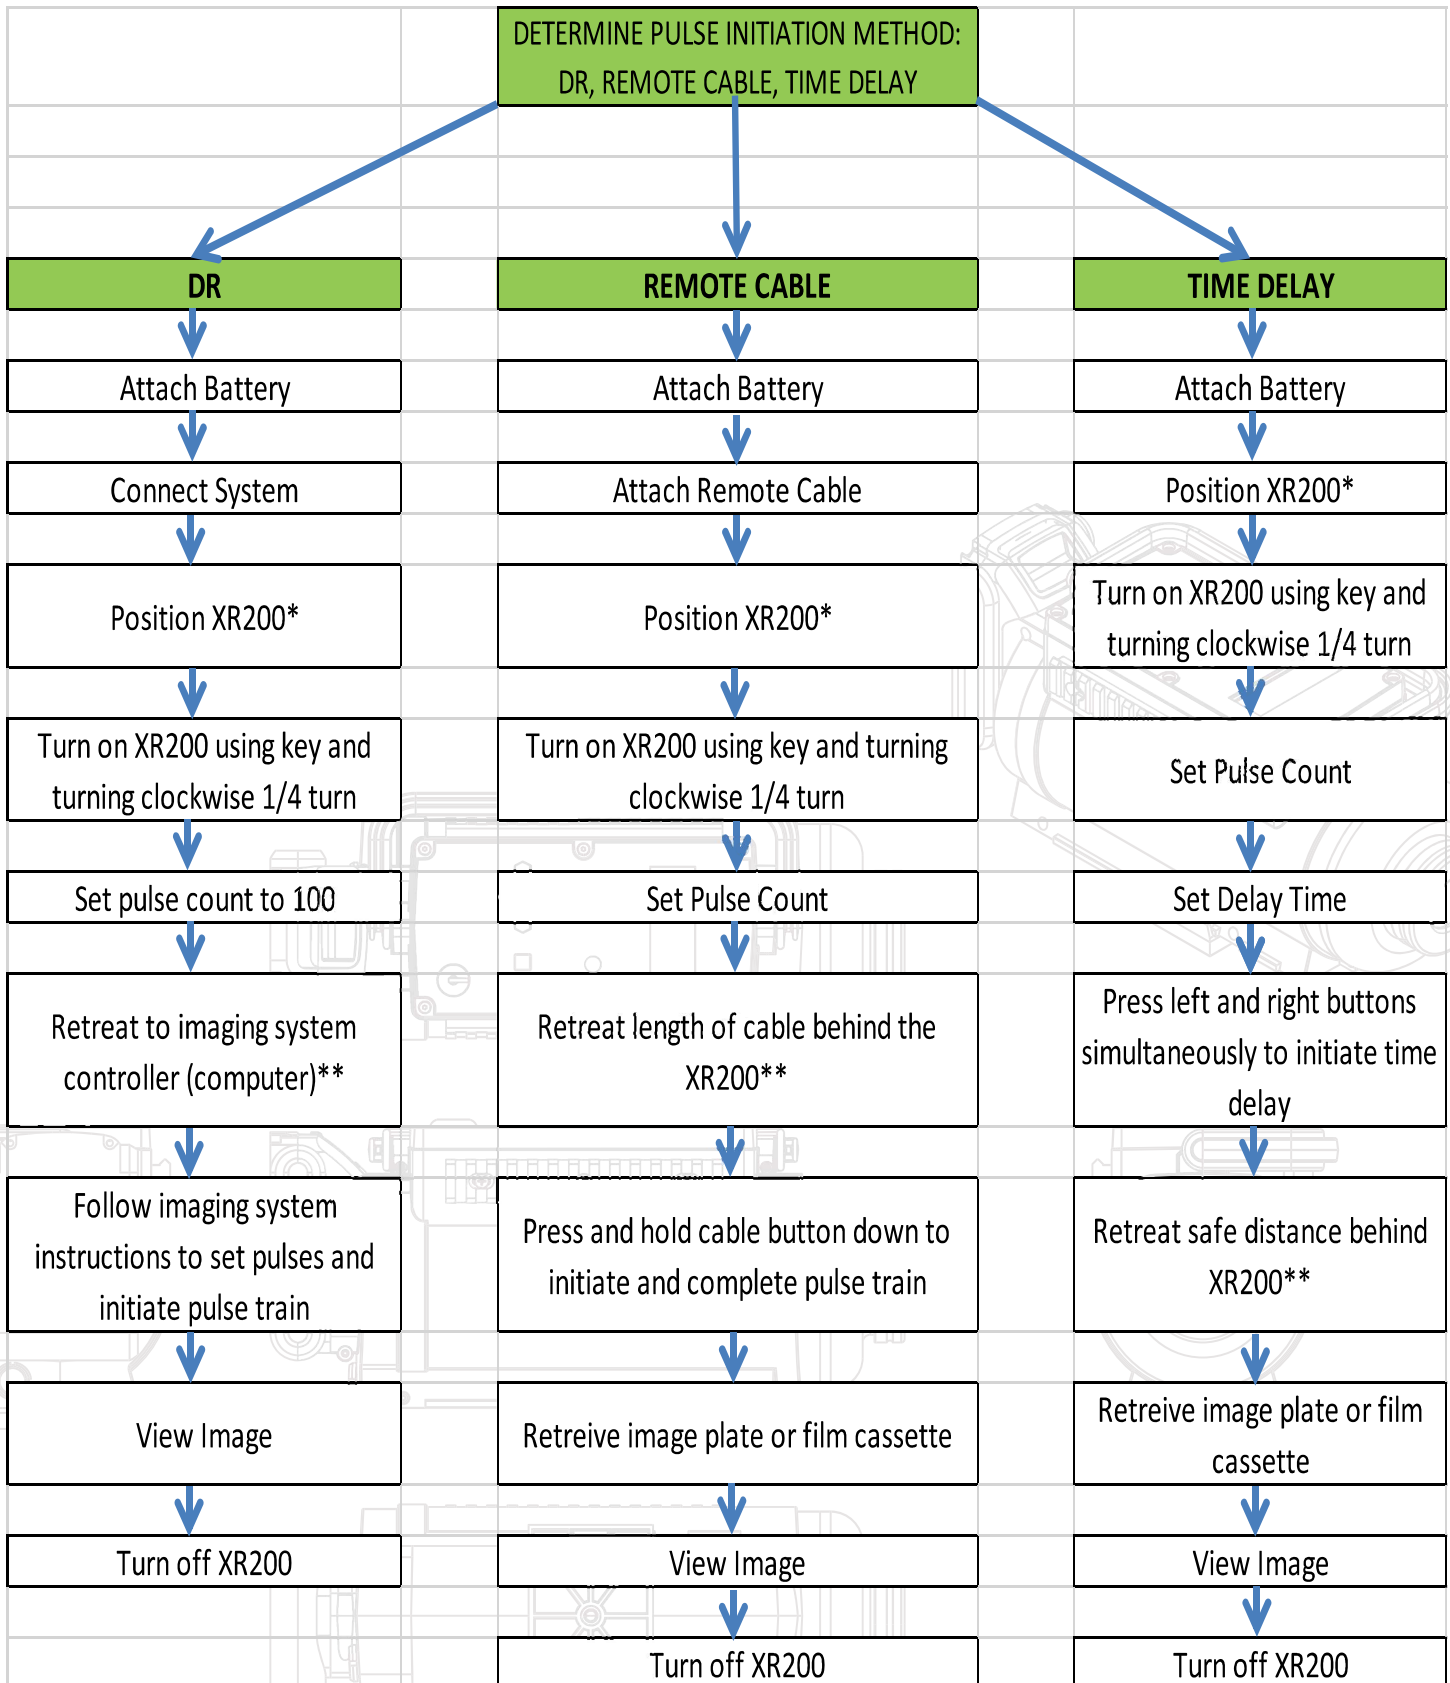 DETERMINE PULSE INITIATION METHOD:
DR, REMOTE CABLE, TIME DELAY
DR
Attach Battery
Connect System
Position XR200*
Turn on XR200 using key and
turning clockwise 1/4 turn
Set pulse count to 100
Retreat to imaging system
controller (computer)**
Follow imaging system
instructions to set pulses and
initiate pulse train
View Image
Turn off XR200
REMOTE CABLE
Attach Battery
Attach Remote Cable
Position XR200*
Turn on XR200 using key and turning
clockwise 1/4 turn
Set Pulse Count
Retreat length of cable behind the
XR200**
Press and hold cable button down to
initiate and complete pulse train
Retreive image plate or film cassette
View Image
Turn off XR200
TIME DELAY
Attach Battery
Position XR200*
Turn on XR200 using key and
turning clockwise 1/4 turn
Set Pulse Count
Set Delay Time
Press left and right buttons
simultaneously to initiate time
delay
Retreat safe distance behind
XR200**
Retreive image plate or film
cassette
View Image
Turn off XR200